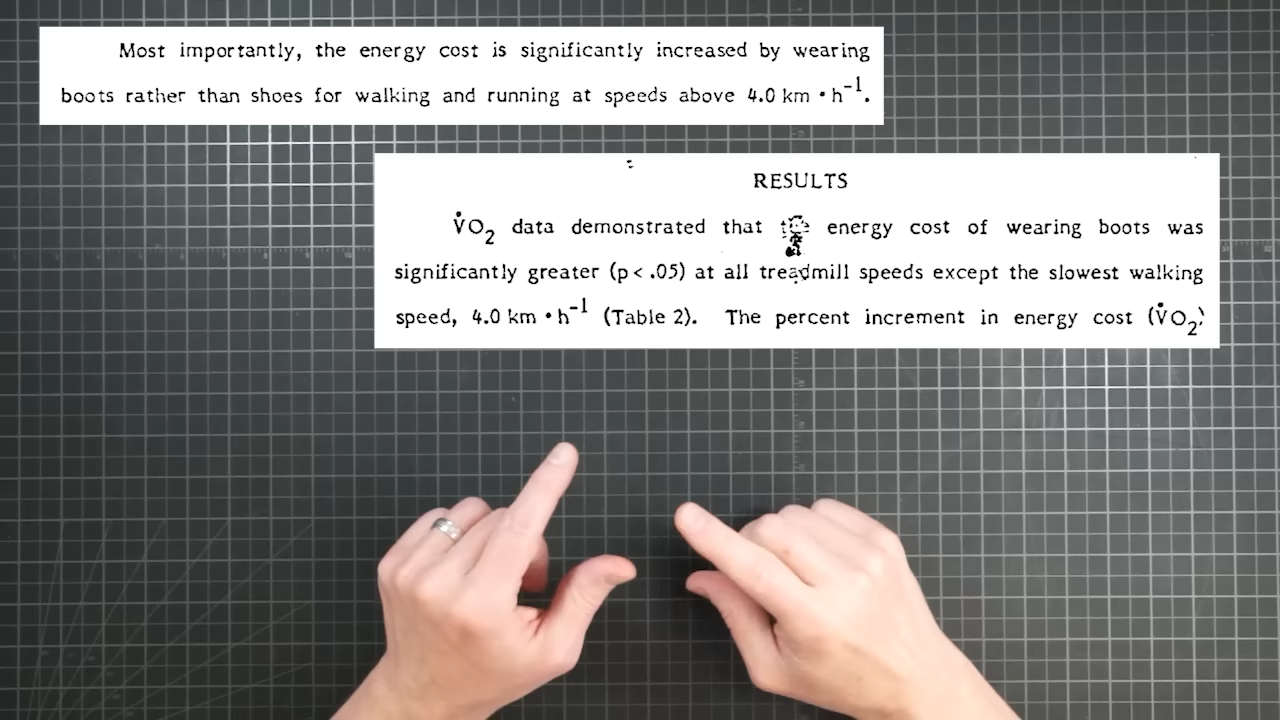 Most importantly, the energy cost is significantly increased by wearing
boots rather than shoes for walking and running at speeds above 4.0 km • h⁻¹.
RESULTS
V̇O₂ data demonstrated that energy cost of wearing boots was
significantly greater (p < .05) at all treadmill speeds except the slowest walking
speed, 4.0 km • h⁻¹ (Table 2). The percent increment in energy cost (V̇O₂)